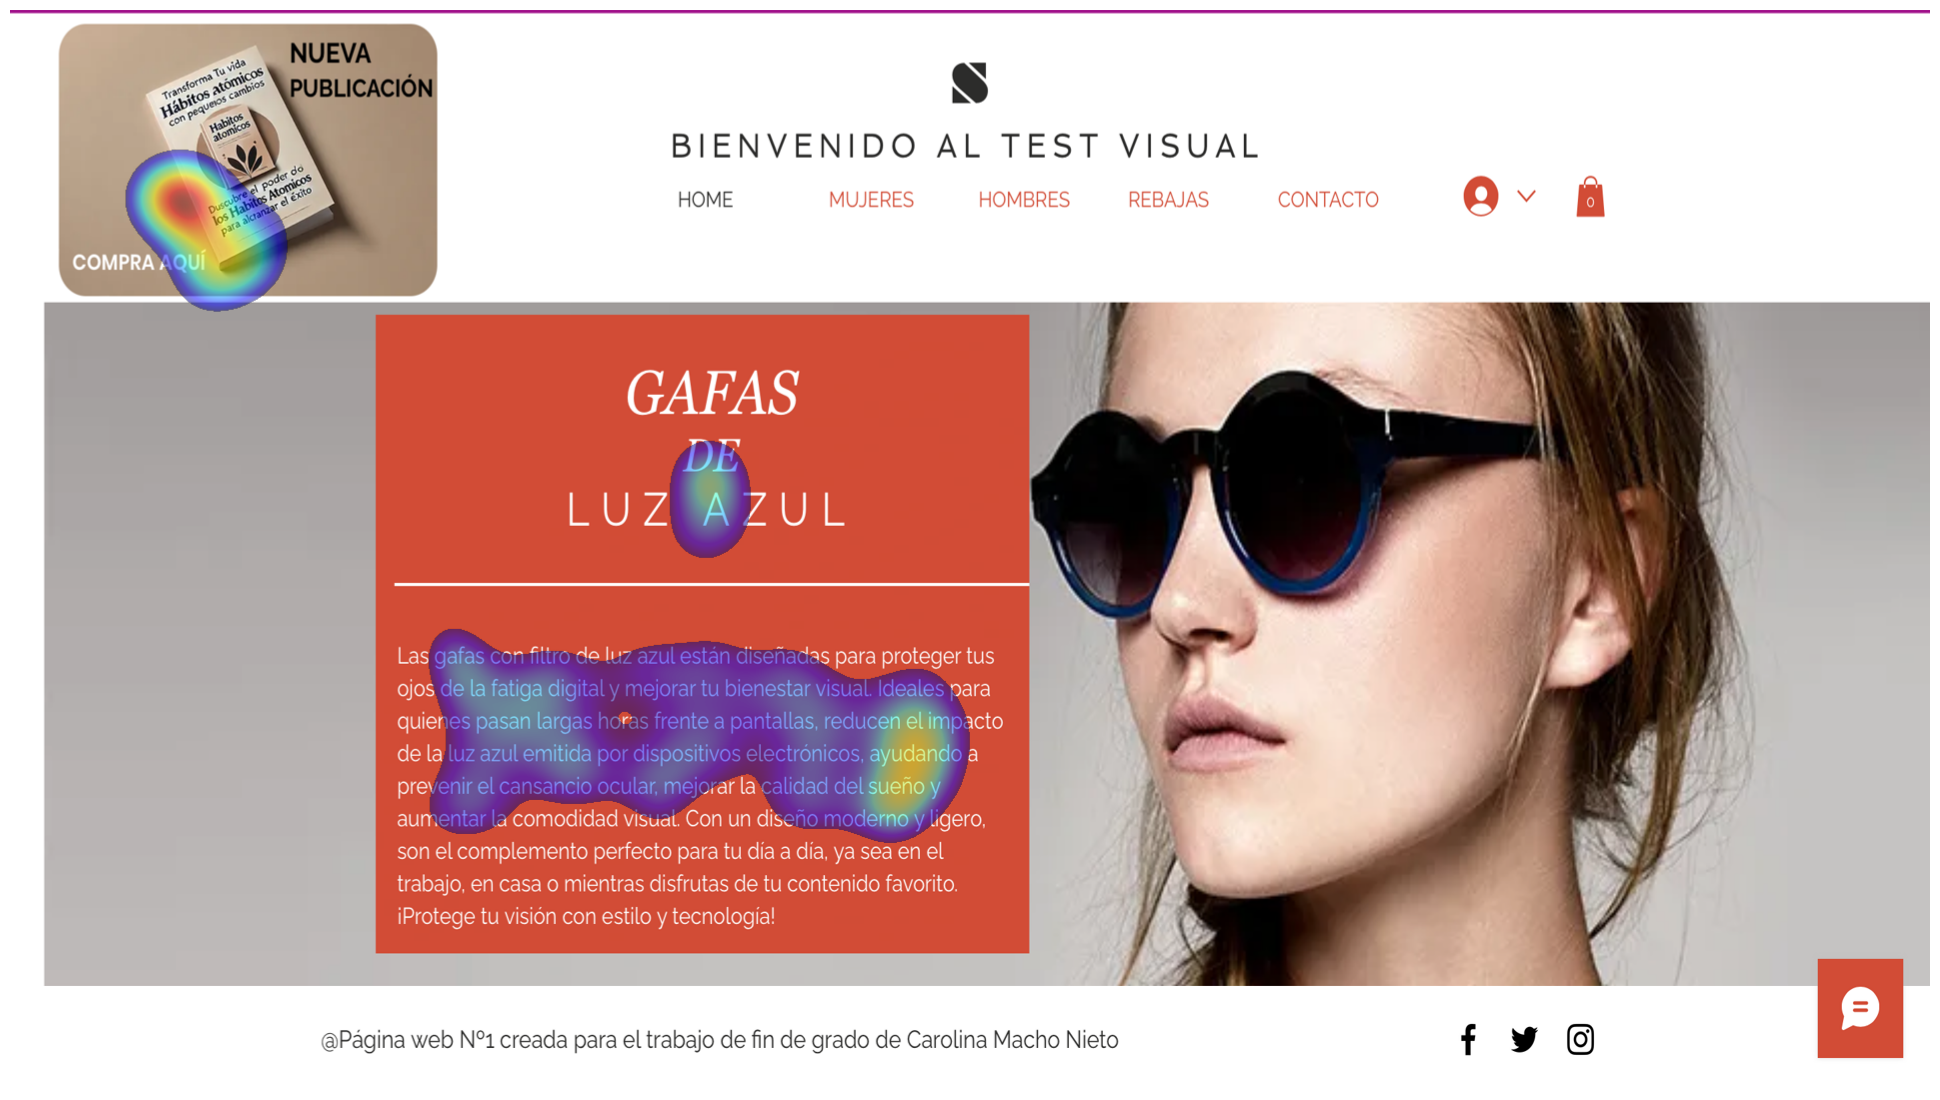 NUEVA
PUBLICACIÓN
Transforma Tu vida
Hábitos atómicos
con pequeños cambios
Habitos
atomicos
el poder do
los Habitos Atomicos
para alcanzar el éxito
COMPRA AQUÍ
BIENVENIDO AL TEST VISUAL
HOME
MUJERES
HOMBRES
REBAJAS
CONTACTO
0
GAFAS
DE
LUZ AZUL
Las gafas con filtro de luz azul están diseñadas para proteger tus
ojos de la fatiga digital y mejorar tu bienestar visual. Ideales para
quienes pasan largas horas frente a pantallas, reducen el impacto
de la luz azul emitida por dispositivos electrónicos, ayudando a
prevenir el cansancio ocular, mejorar la calidad del sueño y
aumentar la comodidad visual. Con un diseño moderno y ligero,
son el complemento perfecto para tu día a día, ya sea en el
trabajo, en casa o mientras disfrutas de tu contenido favorito.
¡Protege tu visión con estilo y tecnología!
@Página web Nº1 creada para el trabajo de fin de grado de Carolina Macho Nieto